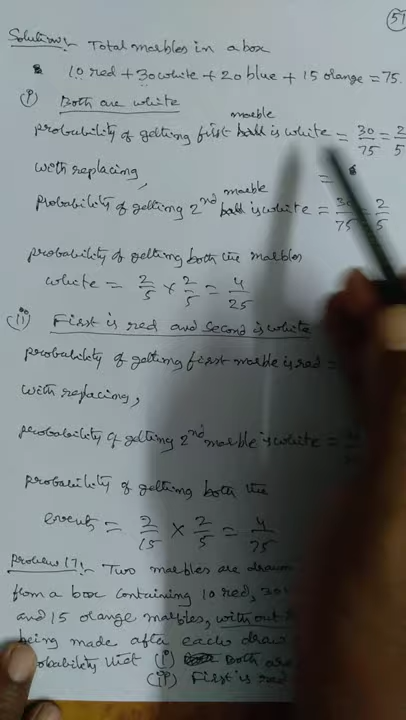 51
Solution:- Total marbles in a box
10 red + 30 white + 20 blue + 15 orange = 75.
(i) Both are white
marble
probability of getting first ball is white = 30/75 = 2/5
with replacing, =
marble
Probability of getting 2nd ball is white = 30/75 = 2/5
probability of getting both the marbles
white = 2/5 × 2/5 = 4/25
(ii) First is red and second is white
probability of getting first marble is red =
with replacing,
probability of getting 2nd marble is white =
probability of getting both the
events = 2/15 × 2/5 = 4/75
Problem 17:- Two marbles are drawn
from a box containing 10 red, 30
and 15 orange marbles, with out
being made after each draw
probability that (i) Both are
(ii) First is red